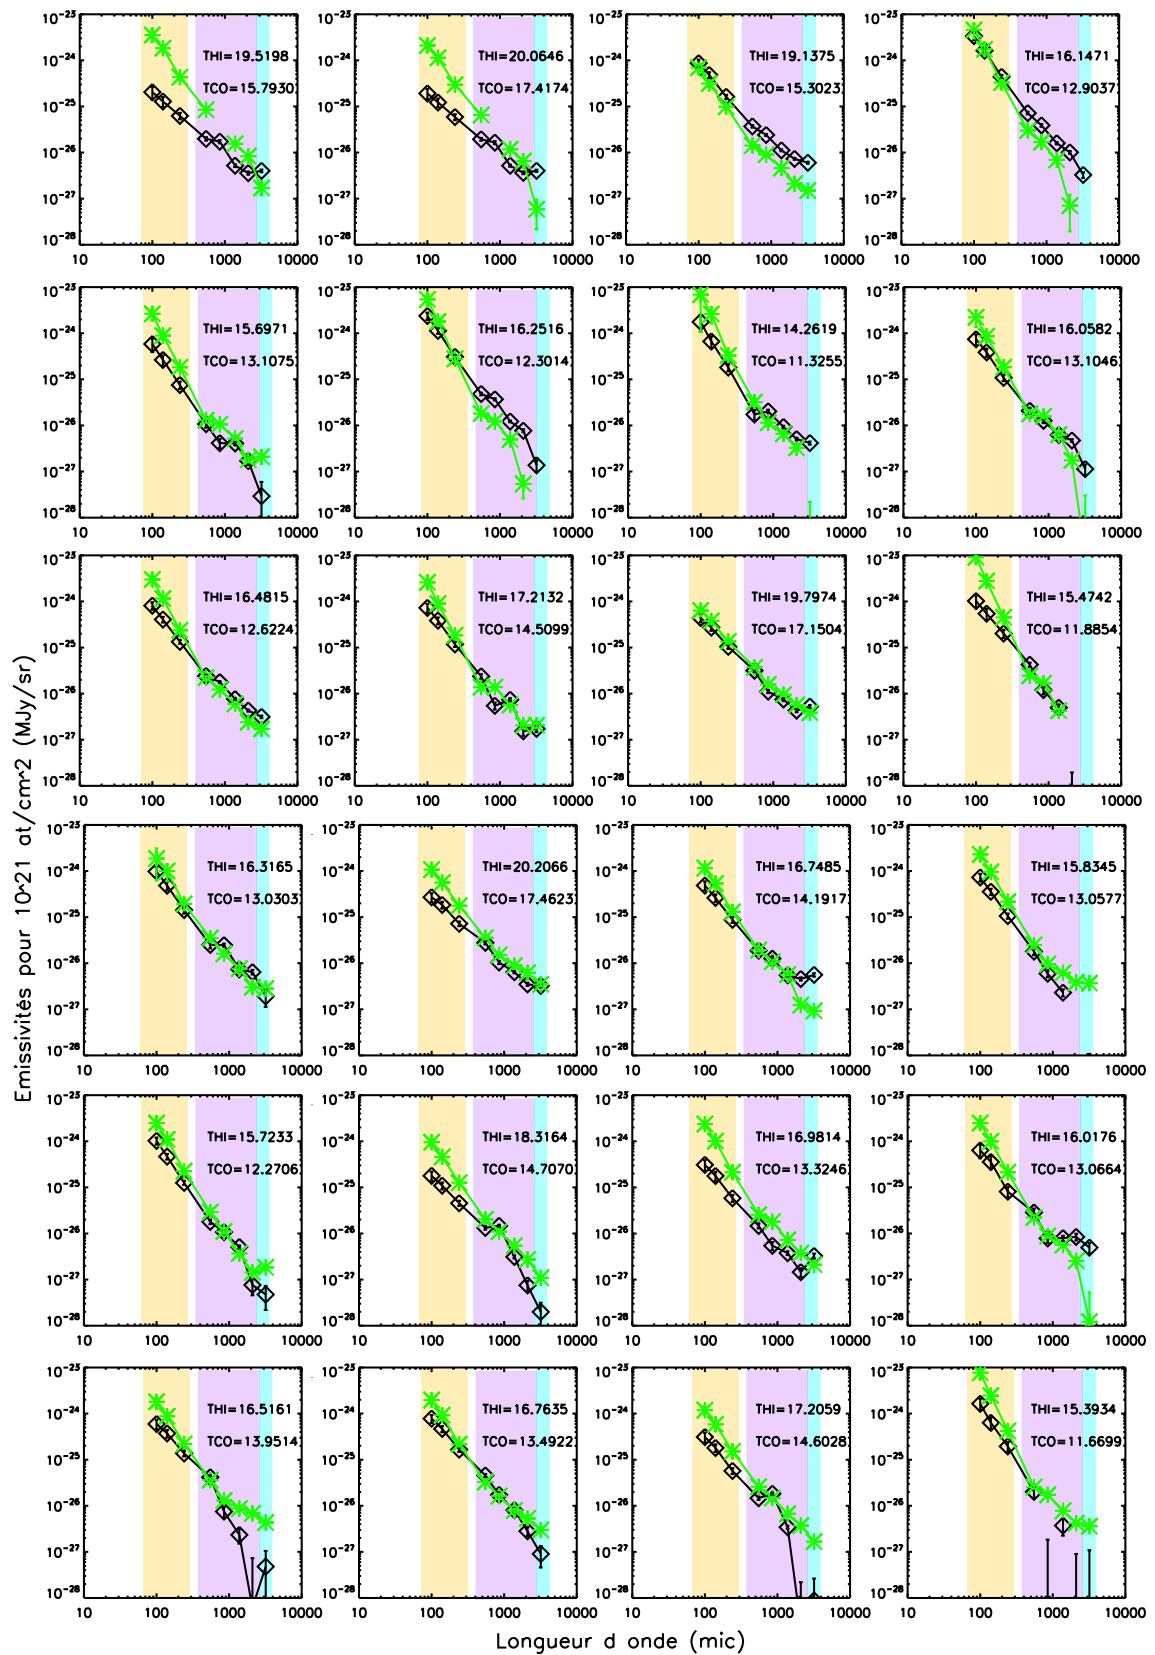 THI=19.5198
TCO=15.7930
THI=20.0646
TCO=17.4174
THI=19.1375
TCO=15.3023
THI=16.1471
TCO=12.9037
THI=15.6971
TCO=13.1075
THI=16.2516
TCO=12.3014
THI=14.2619
TCO=11.3255
THI=16.0582
TCO=13.1046
THI=16.4815
TCO=12.6224
THI=17.2132
TCO=14.5099
THI=19.7974
TCO=17.1504
THI=15.4742
TCO=11.8854
THI=16.3165
TCO=13.0303
THI=20.2066
TCO=17.4623
THI=16.7485
TCO=14.1917
THI=15.8345
TCO=13.0577
THI=15.7233
TCO=12.2706
THI=18.3164
TCO=14.7070
THI=16.9814
TCO=13.3246
THI=16.0176
TCO=13.0664
THI=16.5161
TCO=13.9514
THI=16.7635
TCO=13.4922
THI=17.2059
TCO=14.6028
THI=15.3934
TCO=11.6699
10 100 1000 10000
Emissivités pour 10^21 at/cm^2 (MJy/sr)
Longueur d onde (mic)